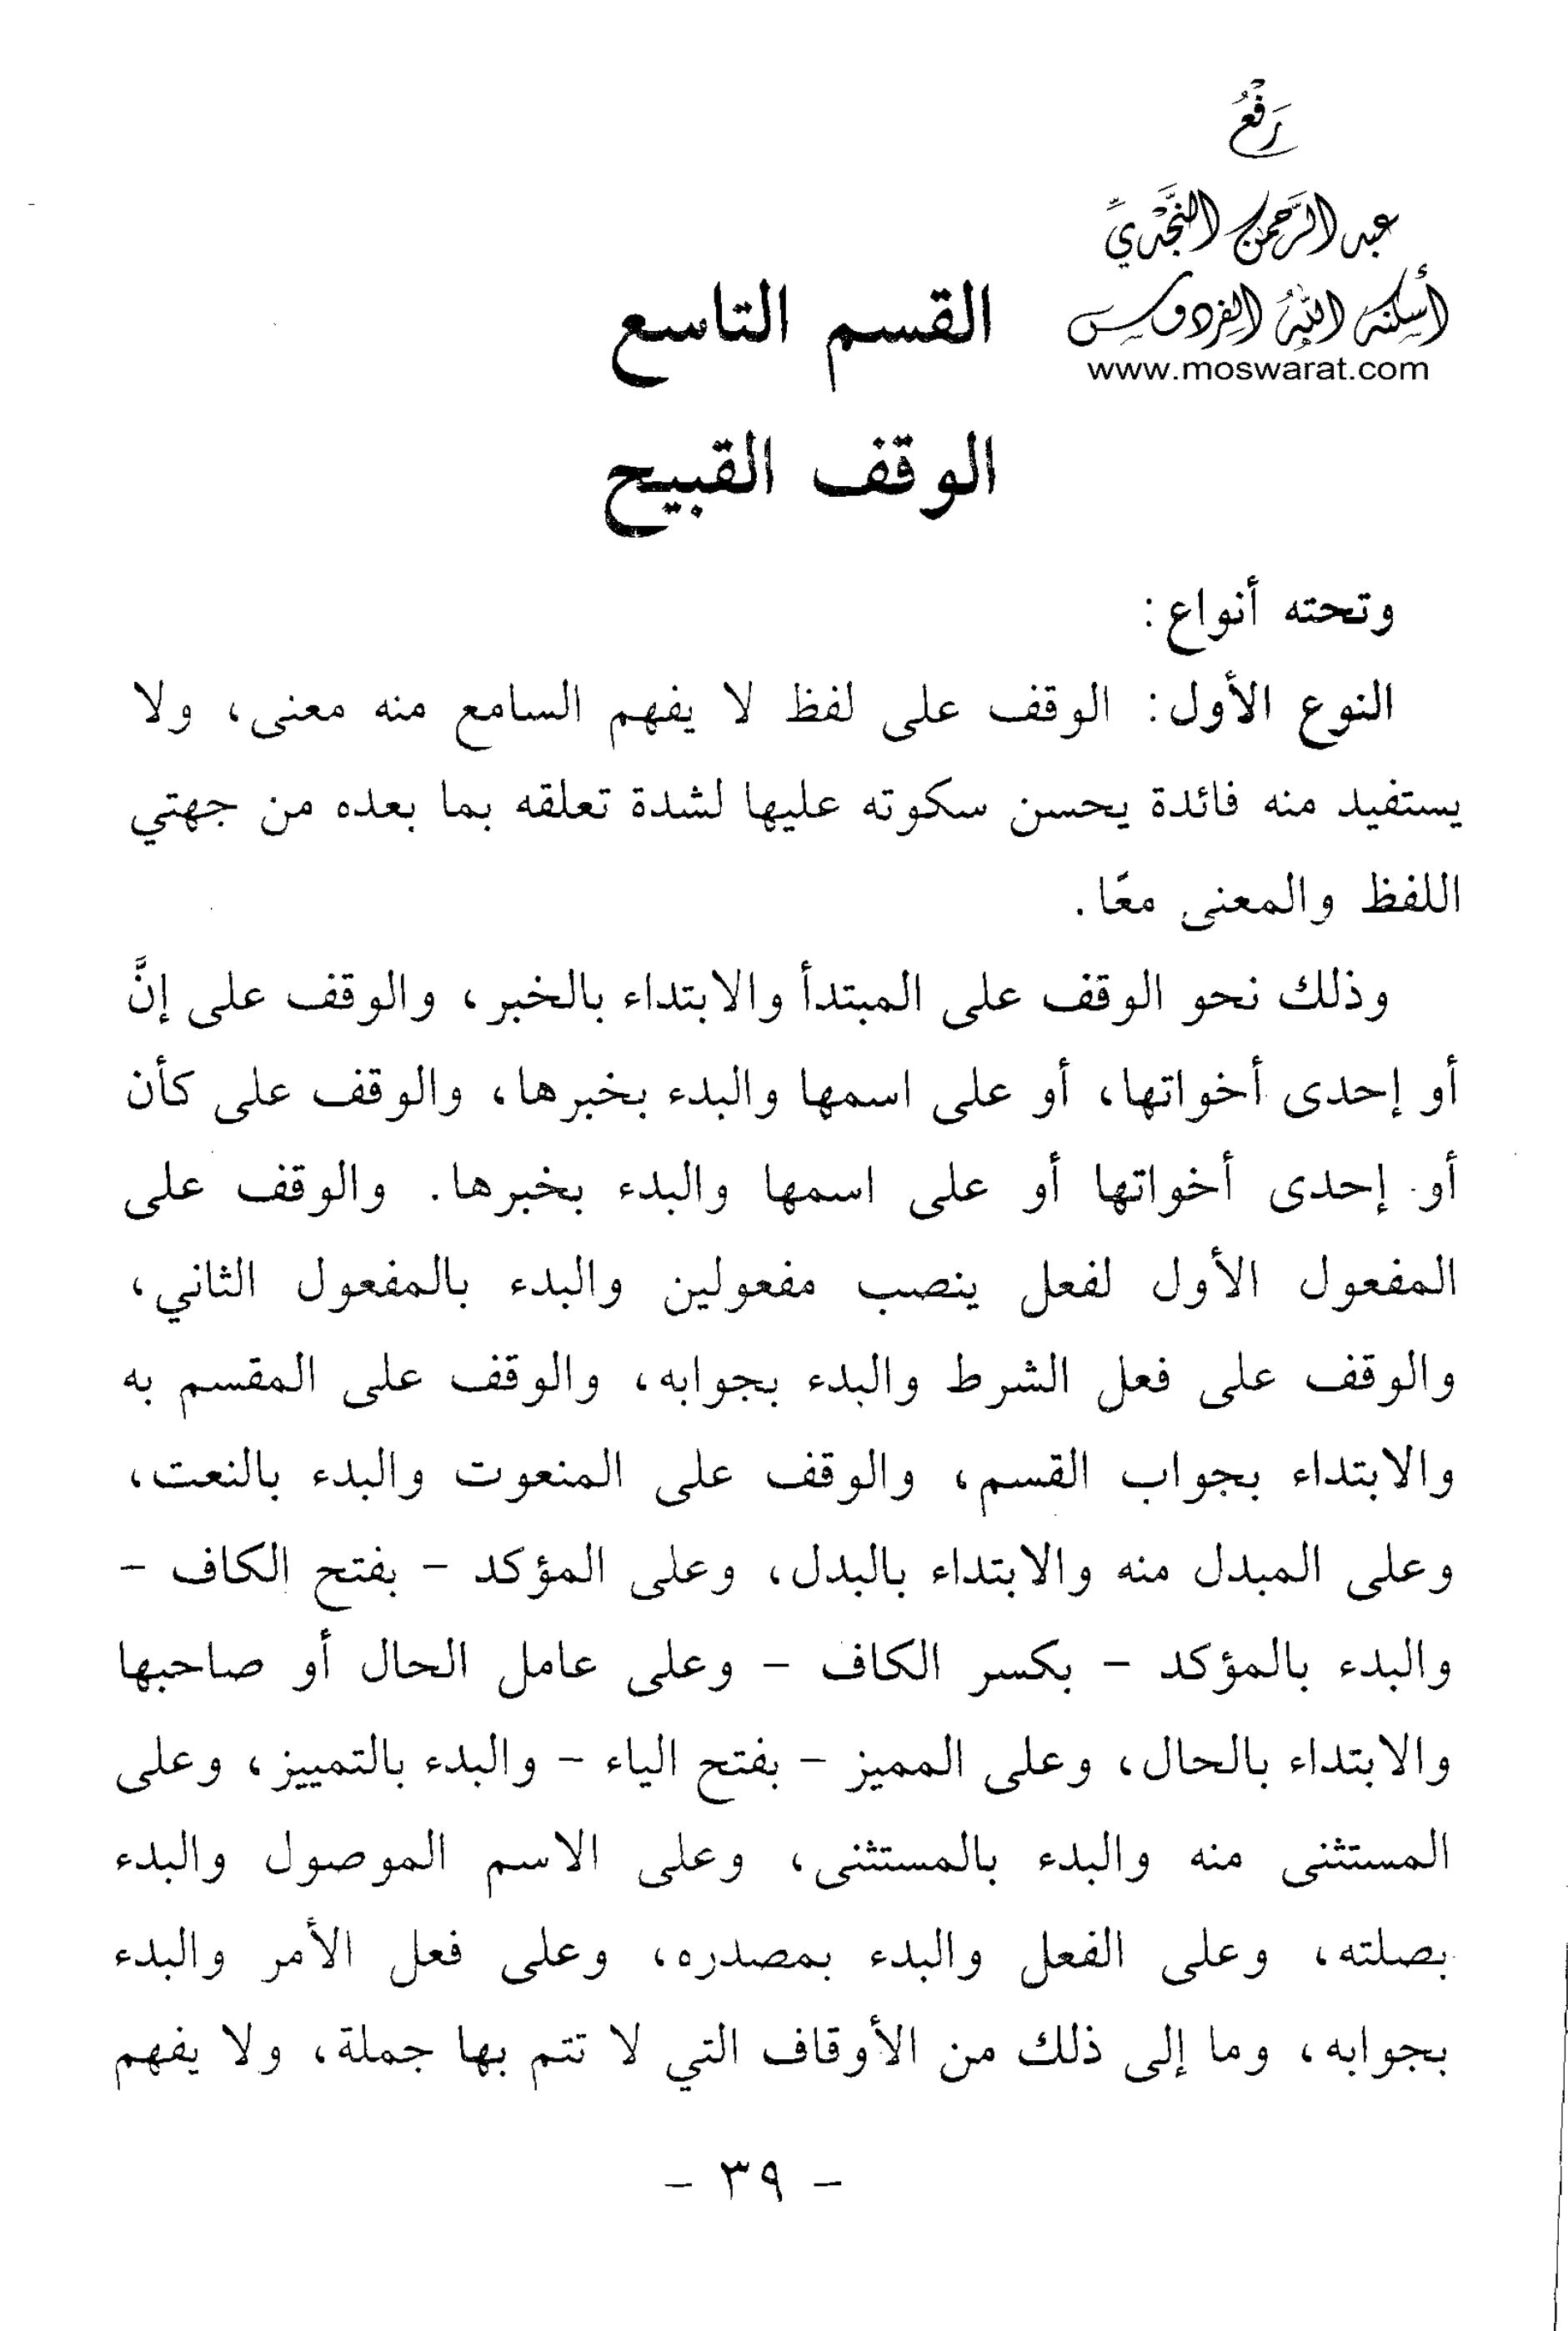 رَفْعُ
عبد الرَّحمن النَّجْديّ
أسكنه اللهُ الفردوس
www.moswarat.com
القسم التاسع
الوقف القبيح
وتحته أنواع:
النوع الأول: الوقف على لفظ لا يفهم السامع منه معنى، ولا
يستفيد منه فائدة يحسن سكوته عليها لشدة تعلقه بما بعده من جهتي
اللفظ والمعنى معًا.
وذلك نحو الوقف على المبتدأ والابتداء بالخبر، والوقف على إنَّ
أو إحدى أخواتها، أو على اسمها والبدء بخبرها، والوقف على كأن
أو إحدى أخواتها أو على اسمها والبدء بخبرها. والوقف على
المفعول الأول لفعل ينصب مفعولين والبدء بالمفعول الثاني،
والوقف على فعل الشرط والبدء بجوابه، والوقف على المقسم به
والابتداء بجواب القسم، والوقف على المنعوت والبدء بالنعت،
وعلى المبدل منه والابتداء بالبدل، وعلى المؤكد - بفتح الكاف -
والبدء بالمؤكد - بكسر الكاف - وعلى عامل الحال أو صاحبها
والابتداء بالحال، وعلى المميز - بفتح الياء - والبدء بالتمييز، وعلى
المستثنى منه والبدء بالمستثنى، وعلى الاسم الموصول والبدء
بصلته، وعلى الفعل والبدء بمصدره، وعلى فعل الأمر والبدء
بجوابه، وما إلى ذلك من الأوقاف التي لا تتم بها جملة، ولا يفهم
- ٣٩ -